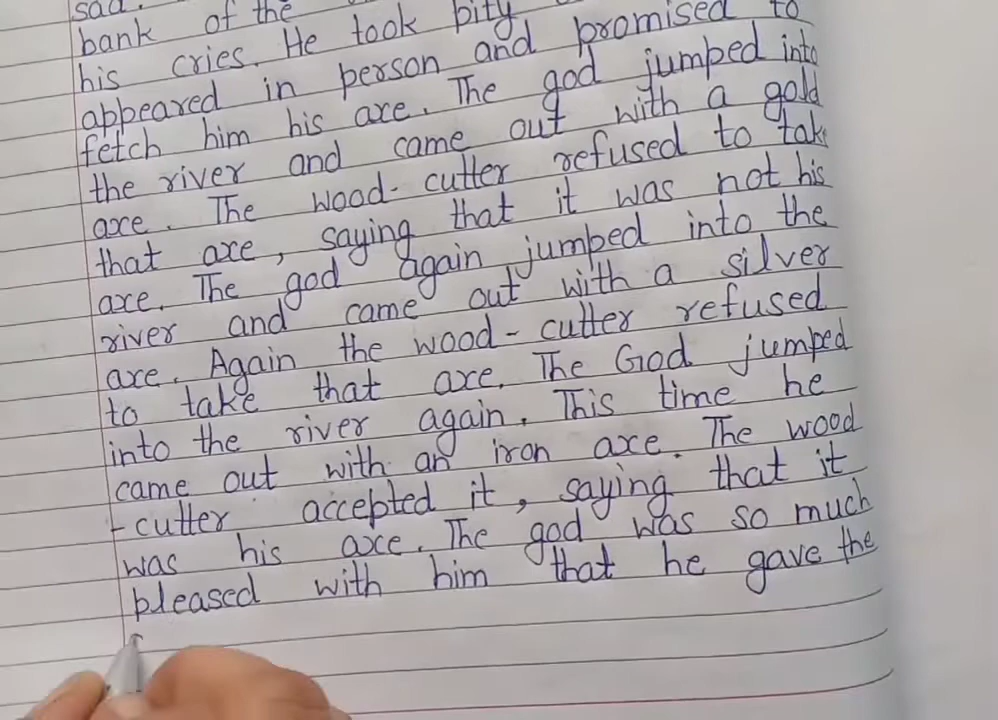 sad.
bank of the
his cries. He took pity
appeared in person and promised to
fetch him his axe. The god jumped into
the river and came out with a gold
axe. The wood-cutter refused to tak
that axe, saying that it was not his
axe. The god again jumped into the
river and came out with a silver
axe. Again the wood-cutter refused
to take that axe. The God jumped
into the river again. This time he
came out with an iron axe. The wood
-cutter accepted it, saying that it
was his axe. The god was so much
pleased with him that he gave the